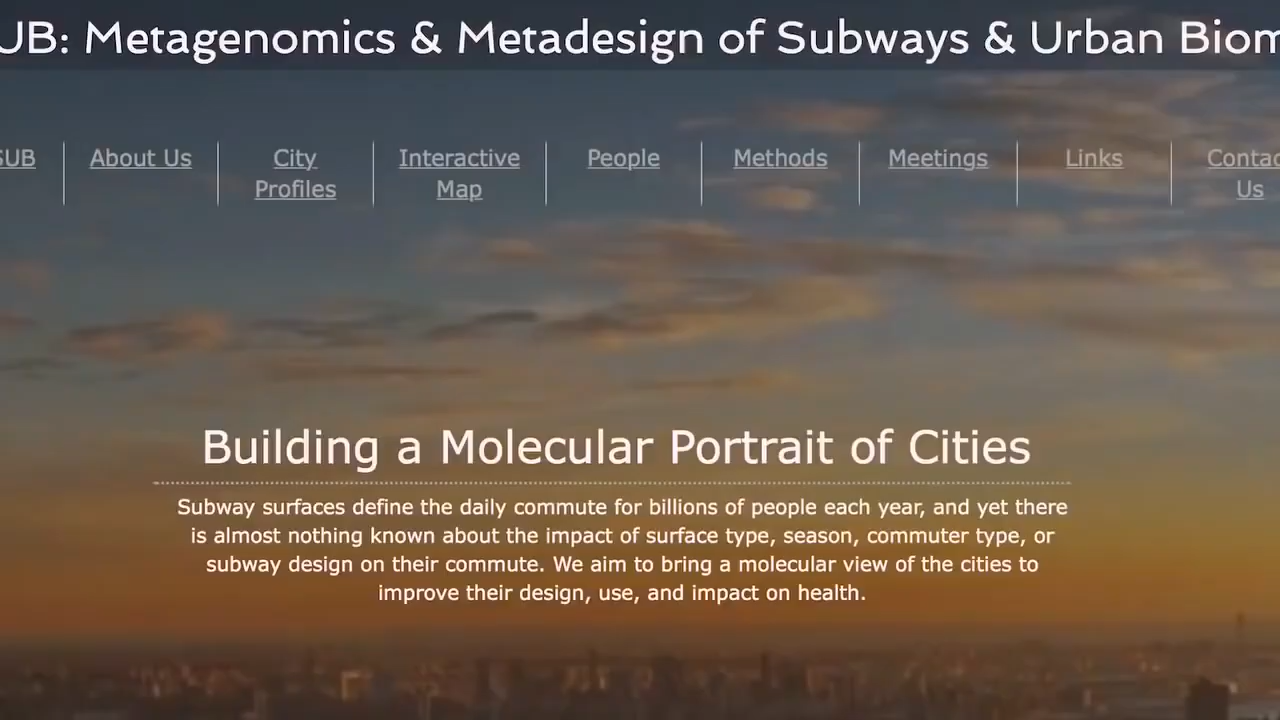 UB: Metagenomics & Metadesign of Subways & Urban Biom
SUB
About Us
City
Profiles
Interactive
Map
People
Methods
Meetings
Links
Contac
Us
Building a Molecular Portrait of Cities
Subway surfaces define the daily commute for billions of people each year, and yet there
is almost nothing known about the impact of surface type, season, commuter type, or
subway design on their commute. We aim to bring a molecular view of the cities to
improve their design, use, and impact on health.